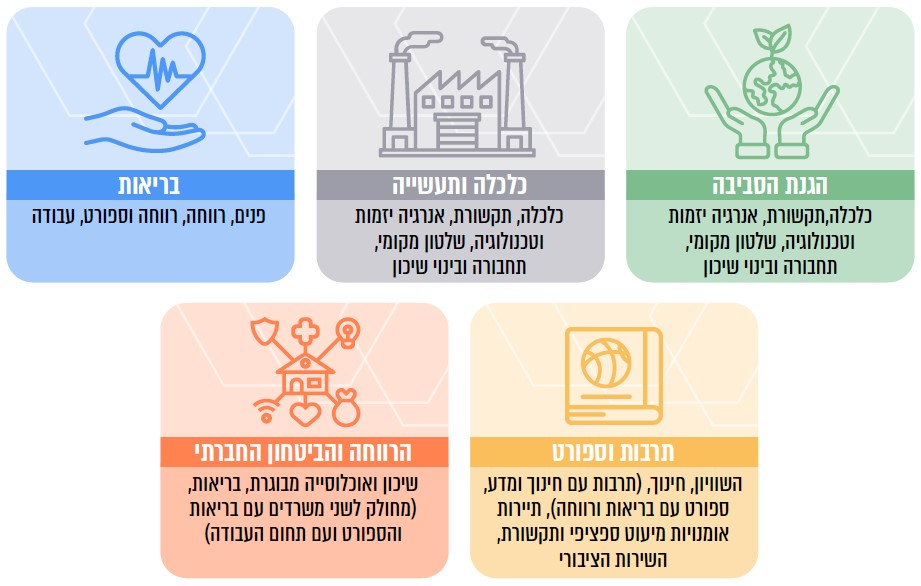 הגנת הסביבה
כלכלה,תקשורת, אנרגיה יזמות
וטכנולוגיה, שלטון מקומי,
תחבורה ובינוי שיכון
כלכלה ותעשייה
כלכלה, תקשורת, אנרגיה יזמות
וטכנולוגיה, שלטון מקומי,
תחבורה ובינוי שיכון
בריאות
פנים, רווחה, רווחה וספורט, עבודה
תרבות וספורט
השוויון, חינוך, (תרבות עם חינוך ומדע,
ספורט עם בריאות ורווחה), תיירות
אומנויות מיעוט ספציפי ותקשורת,
השירות הציבורי
הרווחה והביטחון החברתי
שיכון ואוכלוסייה מבוגרת, בריאות,
(מחולק לשני משרדים עם בריאות
והספורט ועם תחום העבודה)